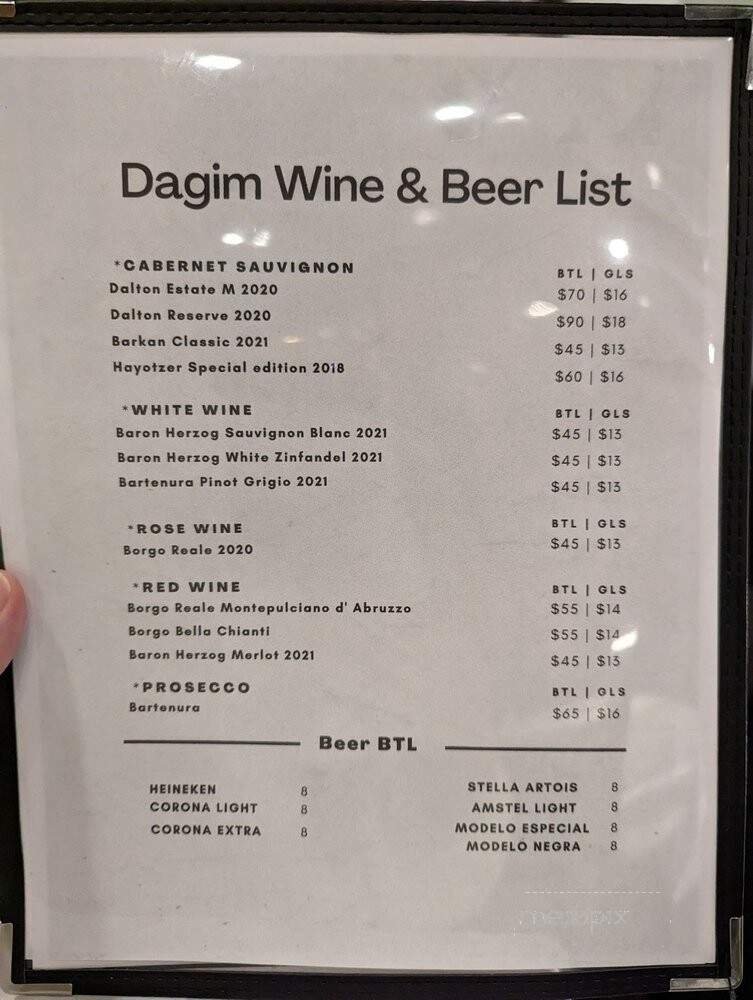 Dagim Wine & Beer List
*CABERNET SAUVIGNON BTL | GLS
Dalton Estate M 2020 $70 | $16
Dalton Reserve 2020 $90 | $18
Barkan Classic 2021 $45 | $13
Hayotzer Special edition 2018 $60 | $16
*WHITE WINE BTL | GLS
Baron Herzog Sauvignon Blanc 2021 $45 | $13
Baron Herzog White Zinfandel 2021 $45 | $13
Bartenura Pinot Grigio 2021 $45 | $13
*ROSE WINE BTL | GLS
Borgo Reale 2020 $45 | $13
*RED WINE BTL | GLS
Borgo Reale Montepulciano d' Abruzzo $55 | $14
Borgo Bella Chianti $55 | $14
Baron Herzog Merlot 2021 $45 | $13
*PROSECCO BTL | GLS
Bartenura $65 | $16
Beer BTL
HEINEKEN 8 STELLA ARTOIS 8
CORONA LIGHT 8 AMSTEL LIGHT 8
CORONA EXTRA 8 MODELO ESPECIAL 8
MODELO NEGRA 8
menupix